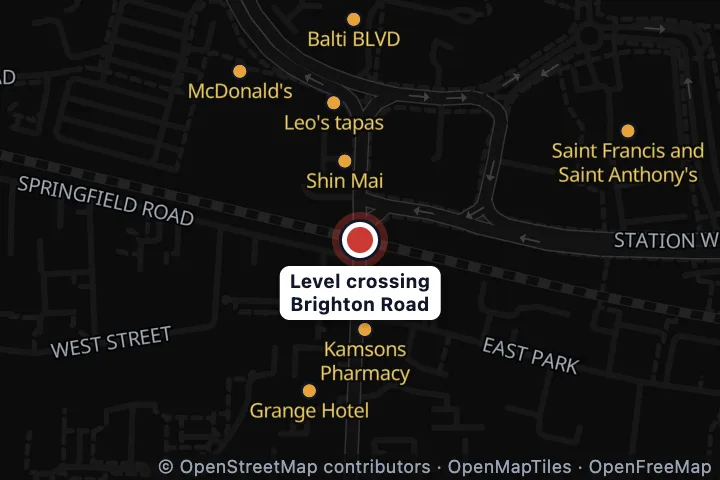 Balti BLVD
AD
McDonald's
Leo's tapas
Saint Francis and
Saint Anthony's
Shin Mai
SPRINGFIELD ROAD
STATION W
Level crossing
Brighton Road
WEST STREET
Kamsons
Pharmacy
EAST PARK
Grange Hotel
© OpenStreetMap contributors · OpenMapTiles · OpenFreeMap